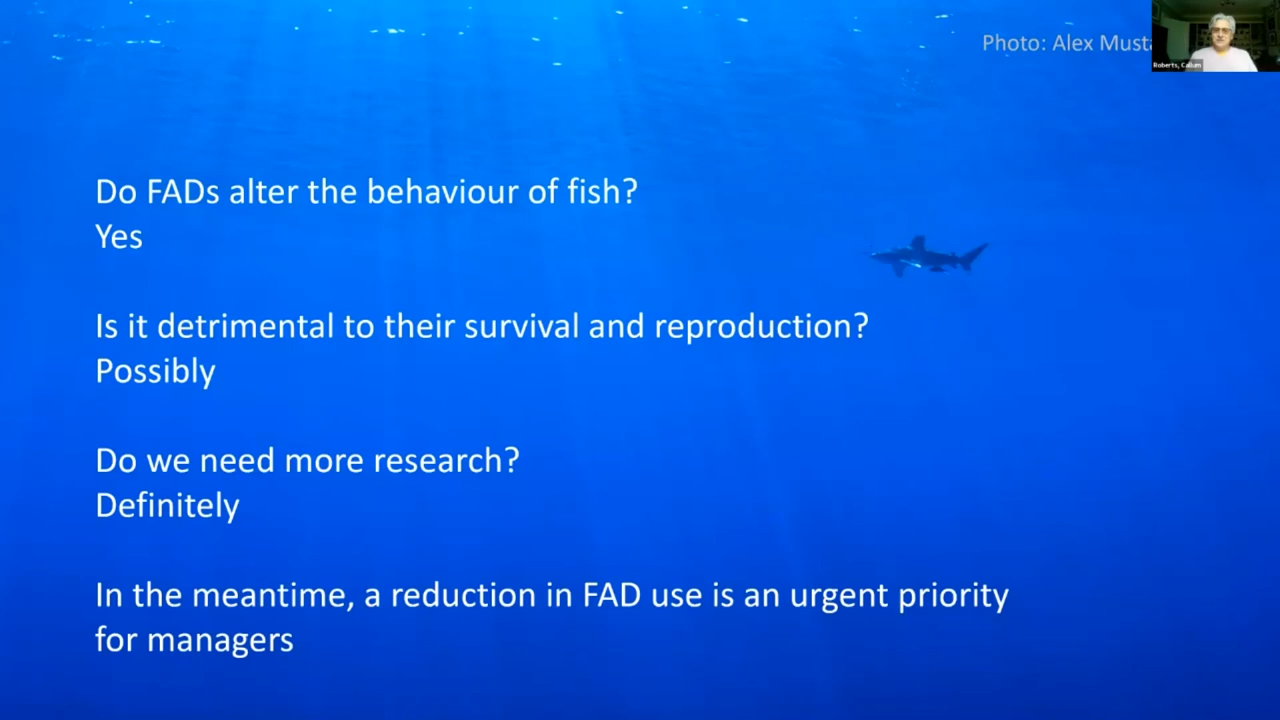 Photo: Alex
Roberts, Callum
Do FADs alter the behaviour of fish?
Yes
Is it detrimental to their survival and reproduction?
Possibly
Do we need more research?
Definitely
In the meantime, a reduction in FAD use is an urgent priority
for managers